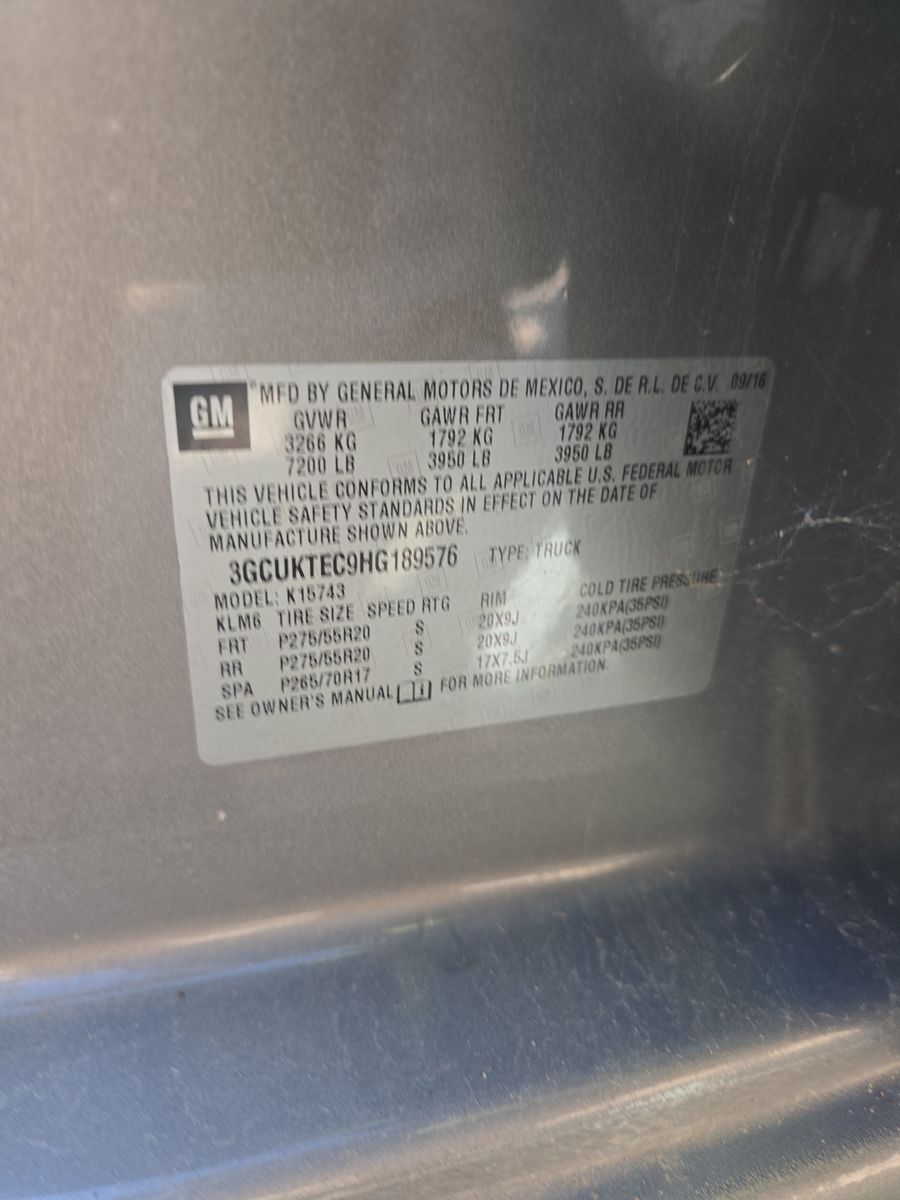 GM
MFD BY GENERAL MOTORS DE MEXICO, S. DE R.L. DE C.V. 09/16
GVWR GAWR FRT GAWR RR
3266 KG 1792 KG 1792 KG
7200 LB 3950 LB 3950 LB
THIS VEHICLE CONFORMS TO ALL APPLICABLE U.S. FEDERAL MOTOR
VEHICLE SAFETY STANDARDS IN EFFECT ON THE DATE OF
MANUFACTURE SHOWN ABOVE.
3GCUKTEC9HG189576 TYPE: TRUCK
MODEL: K15743
KLM6 TIRE SIZE SPEED RTG RIM COLD TIRE PRESSURE
FRT P275/55R20 S 20X9J 240KPA(35PSI)
RR P275/55R20 S 20X9J 240KPA(35PSI)
SPA P265/70R17 S 17X7.5J 240KPA(35PSI)
SEE OWNER'S MANUAL FOR MORE INFORMATION.